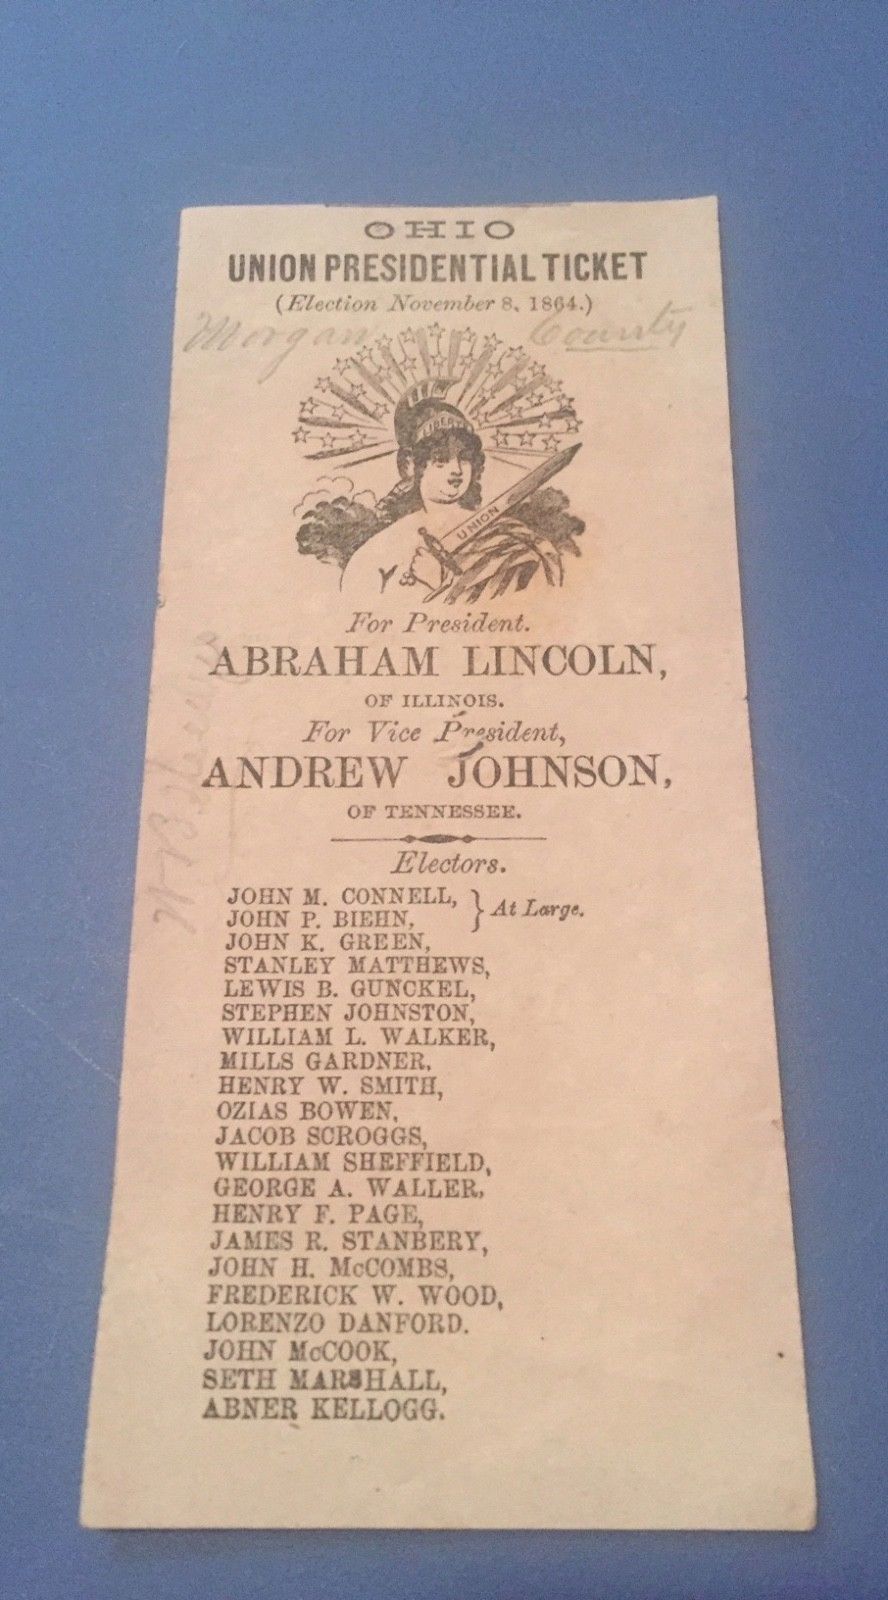 OHIO
UNION PRESIDENTIAL TICKET
(Election November 8, 1864.)
Morgan County
LIBERTY
UNION
For President.
ABRAHAM LINCOLN,
OF ILLINOIS.
For Vice President,
ANDREW JOHNSON,
OF TENNESSEE.
Electors.
JOHN M. CONNELL,
JOHN P. BIEHN, } At Large.
JOHN K. GREEN,
STANLEY MATTHEWS,
LEWIS B. GUNCKEL,
STEPHEN JOHNSTON,
WILLIAM L. WALKER,
MILLS GARDNER,
HENRY W. SMITH,
OZIAS BOWEN,
JACOB SCROGGS,
WILLIAM SHEFFIELD,
GEORGE A. WALLER,
HENRY F. PAGE,
JAMES R. STANBERY,
JOHN H. McCOMBS,
FREDERICK W. WOOD,
LORENZO DANFORD.
JOHN McCOOK,
SETH MARSHALL,
ABNER KELLOGG.